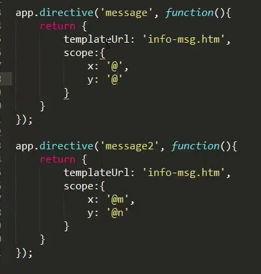 app.directive('message', function(){
return {
templateUrl: 'info-msg.htm',
scope:{
x: '@',
y: '@'
}
}
});
app.directive('message2', function(){
return {
templateUrl: 'info-msg.htm',
scope:{
x: '@m',
y: '@n'
}
}
});